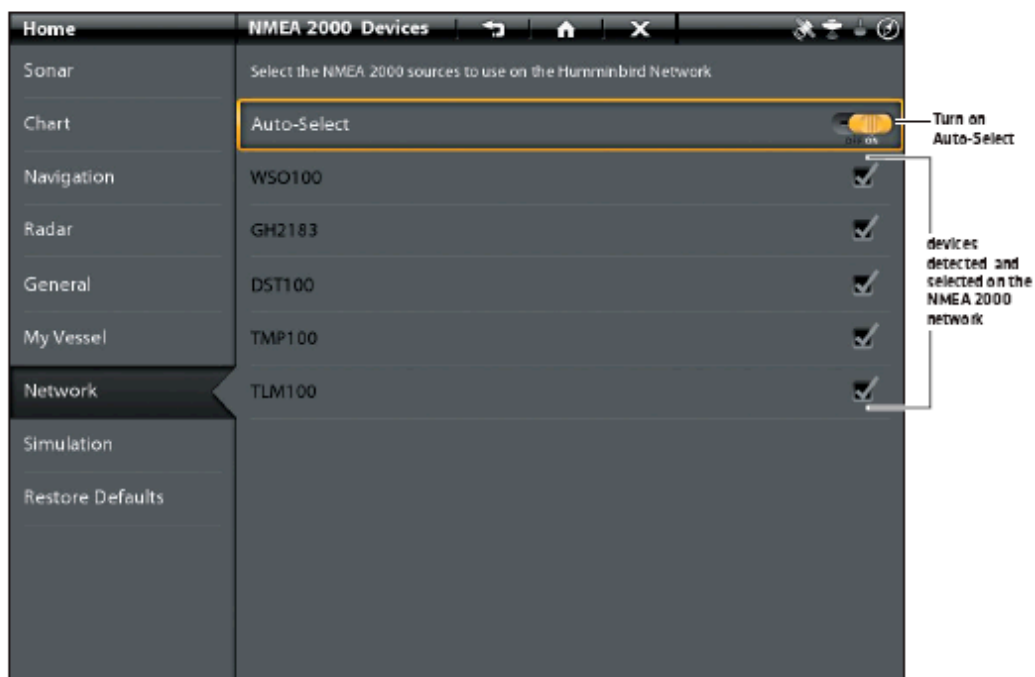 Home
NMEA 2000 Devices
Sonar
Select the NMEA 2000 sources to use on the Humminbird Network
Chart
Auto-Select
OFF ON
Turn on
Auto-Select
Navigation
WSO100
Radar
GH2183
devices
detected and
selected on the
NMEA 2000
network
General
DST100
My Vessel
TMP100
Network
TLM100
Simulation
Restore Defaults